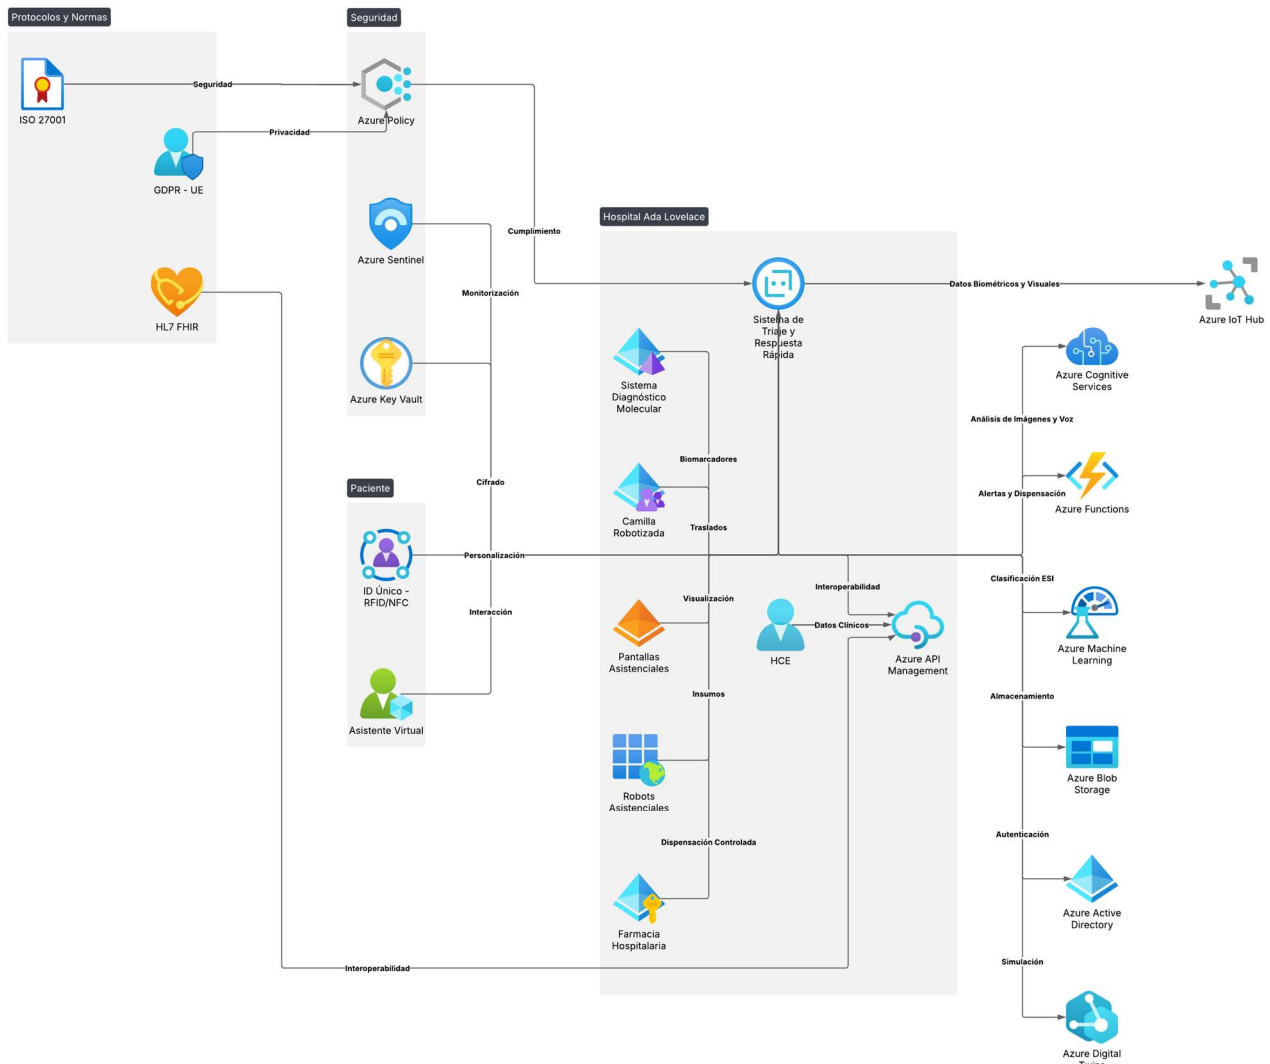 Protocolos y Normas
Seguridad
ISO 27001
Seguridad
Azure Policy
Privacidad
GDPR - UE
Hospital Ada Lovelace
Cumplimiento
Azure Sentinel
Monitorización
Datos Biométricos y Visuales
HL7 FHIR
Sistema de
Triaje y
Respuesta
Rápida
Azure IoT Hub
Azure Key Vault
Sistema
Diagnóstico
Molecular
Azure Cognitive
Services
Análisis de Imágenes y Voz
Biomarcadores
Paciente
Cifrado
Alertas y Dispensación
Azure Functions
Camilla
Robotizada
Traslados
Personalización
ID Único -
RFID/NFC
Interoperabilidad
Clasificación ESI
Visualización
Interacción
Datos Clínicos
Pantallas
Asistenciales
HCE
Azure API
Management
Azure Machine
Learning
Insumos
Almacenamiento
Asistente Virtual
Azure Blob
Storage
Robots
Asistenciales
Autenticación
Dispensación Controlada
Azure Active
Directory
Farmacia
Hospitalaria
Simulación
Interoperabilidad
Azure Digital
Twins